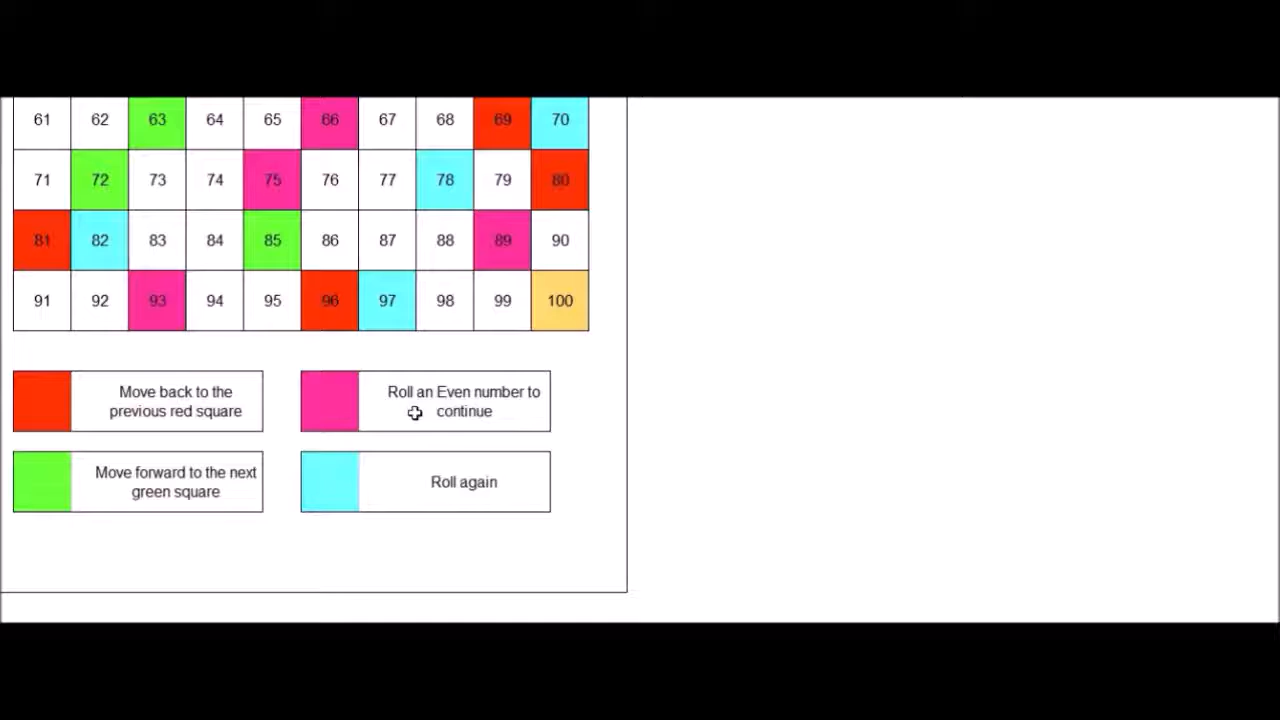 61 62 63 64 65 66 67 68 69 70
71 72 73 74 75 76 77 78 79 80
81 82 83 84 85 86 87 88 89 90
91 92 93 94 95 96 97 98 99 100
Move back to the
previous red square
Roll an Even number to
continue
Move forward to the next
green square
Roll again